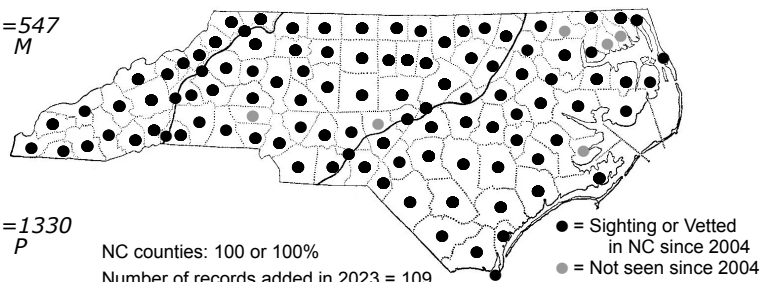 =547
M
=1330
P
NC counties: 100 or 100%
Number of records added in 2023 = 109
● = Sighting or Vetted
in NC since 2004
● = Not seen since 2004